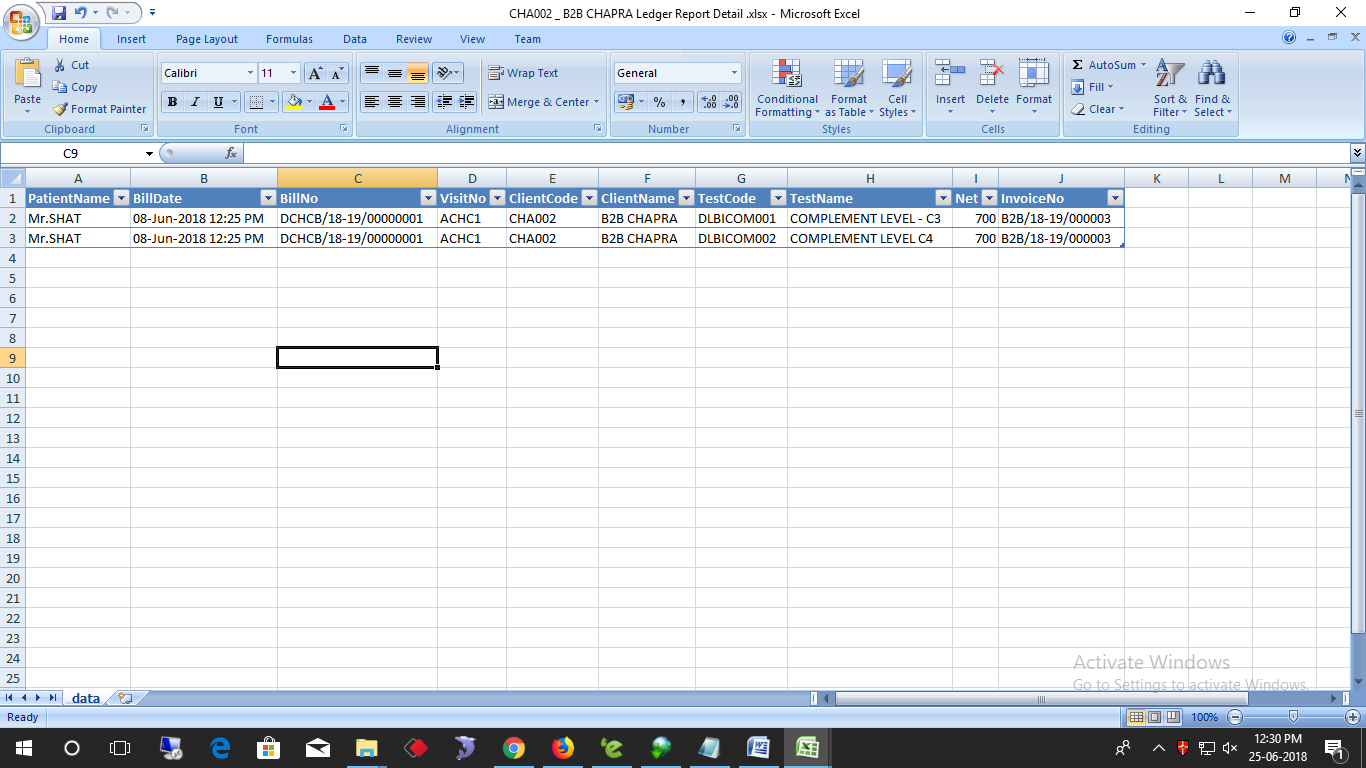 CHA002 _ B2B CHAPRA Ledger Report Detail .xlsx - Microsoft Excel
Home Insert Page Layout Formulas Data Review View Team
Paste Cut Copy Format Painter Clipboard
Calibri 11 A A B I U A Font
Wrap Text Merge & Center Alignment
General % , .0 .00 .00 .0 Number
Conditional Formatting Format as Table Cell Styles Styles
Insert Delete Format Cells
Σ AutoSum Fill Clear Sort & Filter Find & Select Editing
C9 fx
A B C D E F G H I J K L M N
1 PatientName BillDate BillNo VisitNo ClientCode ClientName TestCode TestName Net InvoiceNo
2 Mr.SHAT 08-Jun-2018 12:25 PM DCHCB/18-19/00000001 ACHC1 CHA002 B2B CHAPRA DLBICOM001 COMPLEMENT LEVEL - C3 700 B2B/18-19/000003
3 Mr.SHAT 08-Jun-2018 12:25 PM DCHCB/18-19/00000001 ACHC1 CHA002 B2B CHAPRA DLBICOM002 COMPLEMENT LEVEL C4 700 B2B/18-19/000003
4
5
6
7
8
9
10
11
12
13
14
15
16
17
18
19
20
21
22
23
24
25
Activate Windows
Go to Settings to activate Windows.
data
Ready 100%
12:30 PM
25-06-2018
1